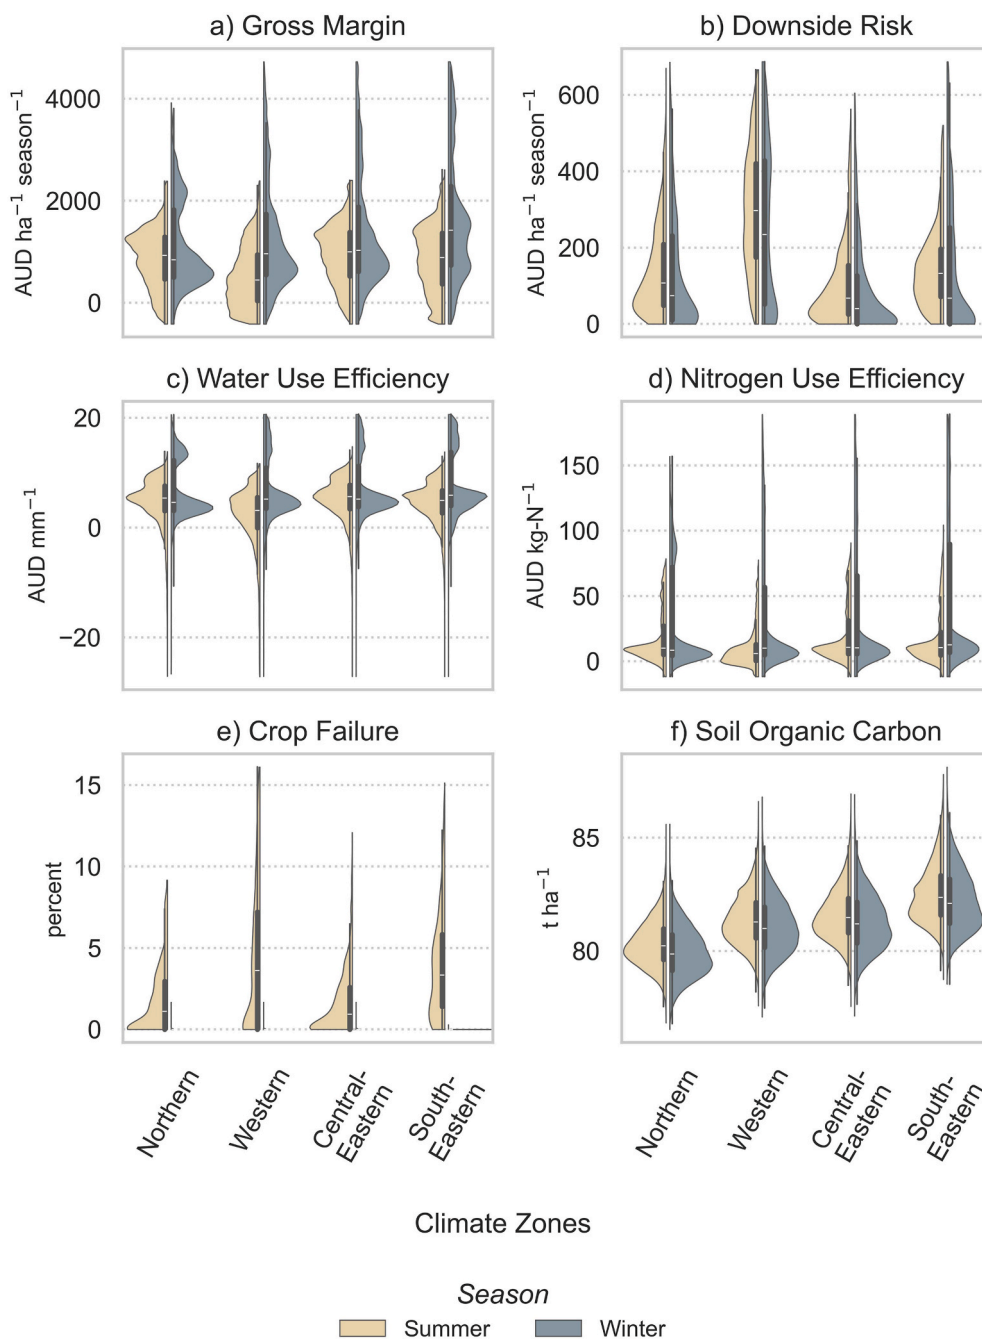 a) Gross Margin
AUD ha⁻¹ season⁻¹
4000
2000
0
b) Downside Risk
AUD ha⁻¹ season⁻¹
600
400
200
0
c) Water Use Efficiency
AUD mm⁻¹
20
0
−20
d) Nitrogen Use Efficiency
AUD kg-N⁻¹
150
100
50
0
e) Crop Failure
percent
15
10
5
0
f) Soil Organic Carbon
t ha⁻¹
85
80
Northern
Western
Central-
Eastern
South-
Eastern
Northern
Western
Central-
Eastern
South-
Eastern
Climate Zones
Season
Summer
Winter